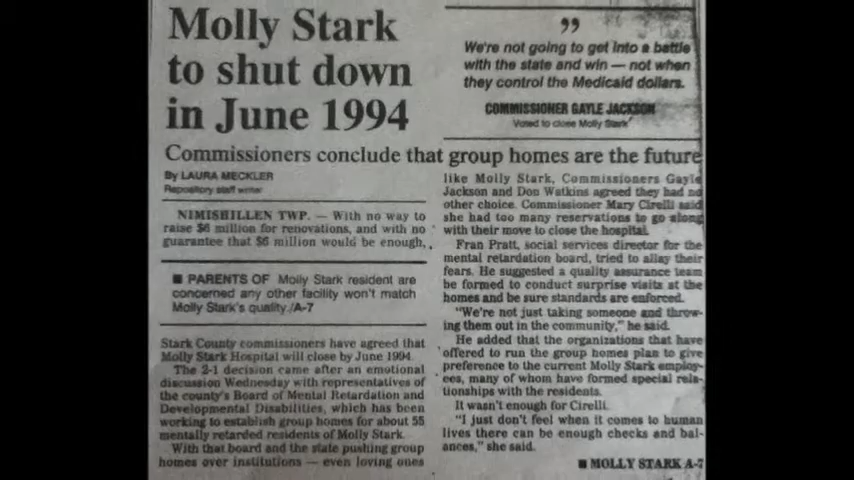 Molly Stark
to shut down
in June 1994
”
We're not going to get into a battle
with the state and win — not when
they control the Medicaid dollars.
COMMISSIONER GAYLE JACKSON
Voted to close Molly Stark
Commissioners conclude that group homes are the future
By LAURA MECKLER
Repository staff writer
NIMISHILLEN TWP. — With no way to
raise $6 million for renovations, and with no
guarantee that $6 million would be enough,
■ PARENTS OF Molly Stark resident are
concerned any other facility won't match
Molly Stark's quality./A-7
Stark County commissioners have agreed that
Molly Stark Hospital will close by June 1994.
The 2-1 decision came after an emotional
discussion Wednesday with representatives of
the county's Board of Mental Retardation and
Developmental Disabilities, which has been
working to establish group homes for about 55
mentally retarded residents of Molly Stark.
With that board and the state pushing group
homes over institutions — even loving ones
like Molly Stark, Commissioners Gayle
Jackson and Don Watkins agreed they had no
other choice. Commissioner Mary Cirelli said
she had too many reservations to go along
with their move to close the hospital.
Fran Pratt, social services director for the
mental retardation board, tried to allay their
fears. He suggested a quality assurance team
be formed to conduct surprise visits at the
homes and be sure standards are enforced.
"We're not just taking someone and throw-
ing them out in the community," he said.
He added that the organizations that have
offered to run the group homes plan to give
preference to the current Molly Stark employ-
ees, many of whom have formed special rela-
tionships with the residents.
It wasn't enough for Cirelli.
"I just don't feel when it comes to human
lives there can be enough checks and bal-
ances," she said.
■ MOLLY STARK A-7